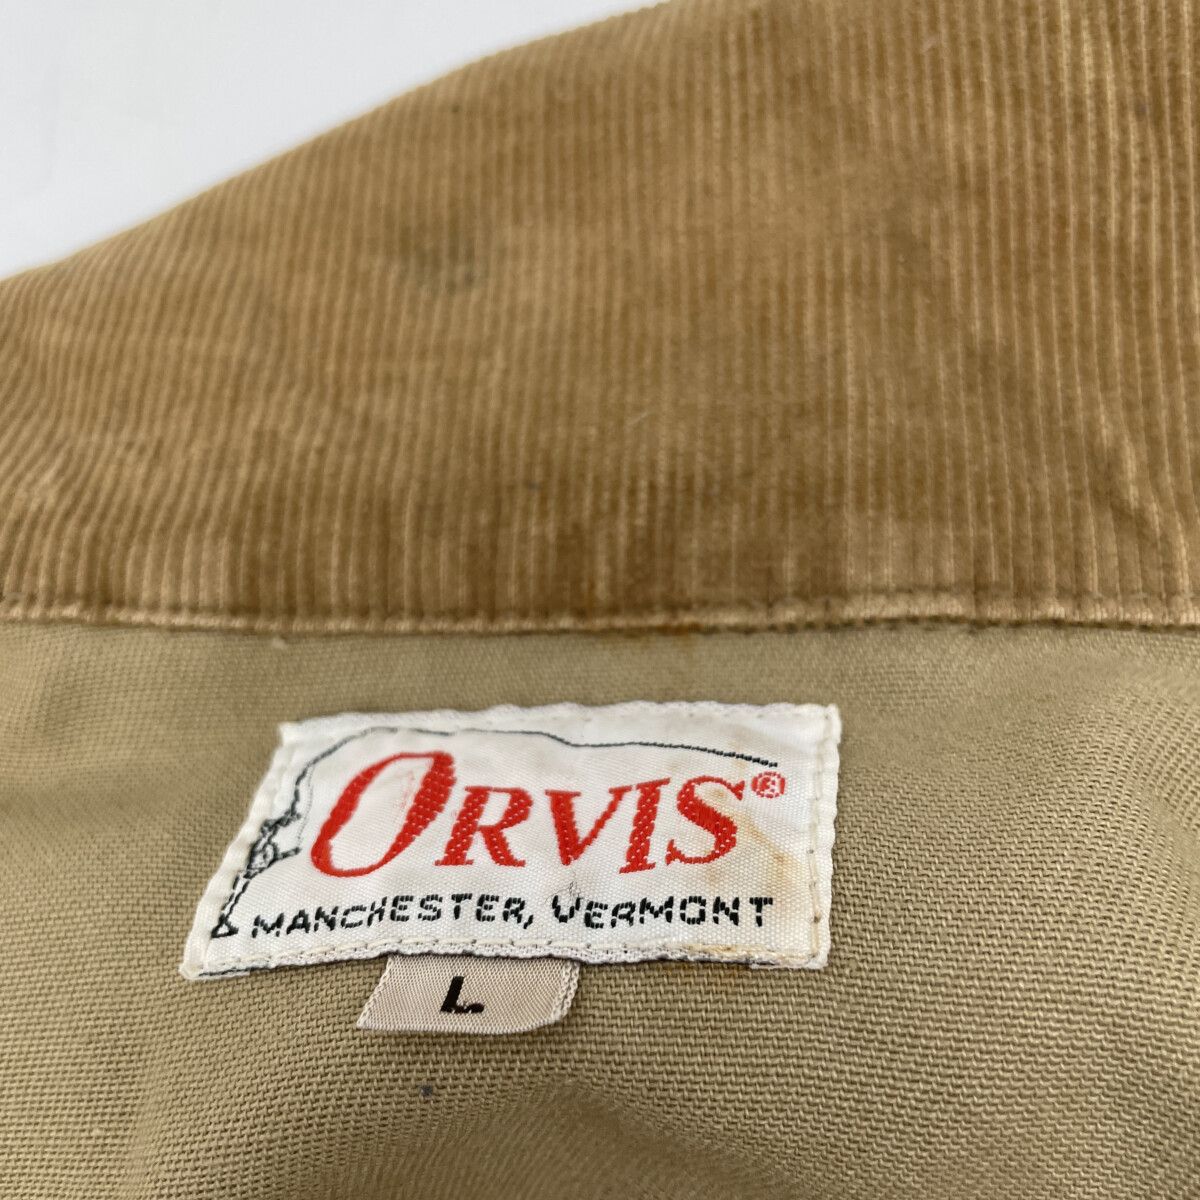 ORVIS®
MANCHESTER, VERMONT
L